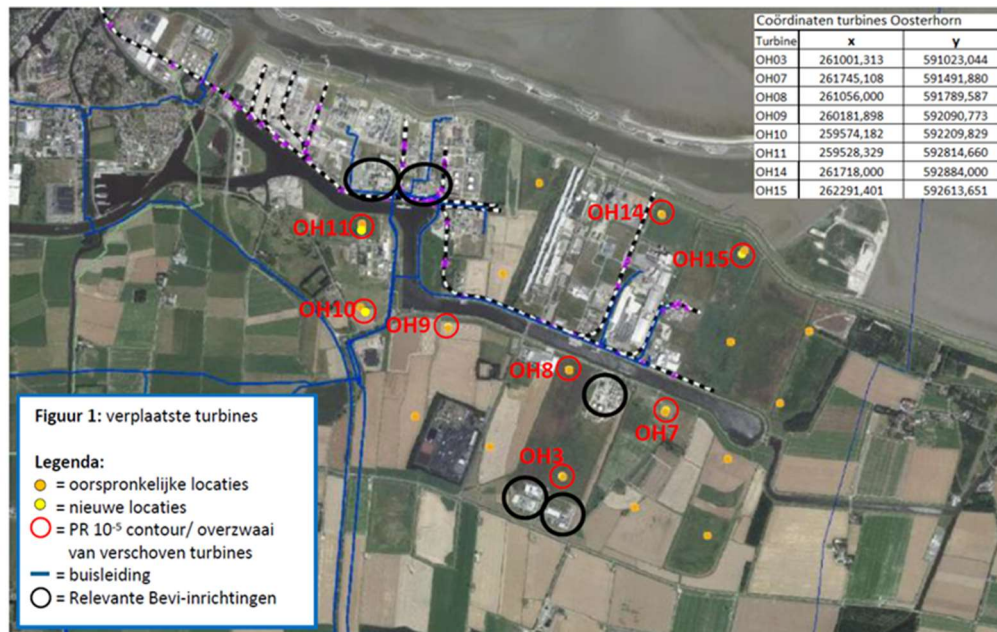 Coördinaten turbines Oosterhorn
Turbine x y
OH03 261001,313 591023,044
OH07 261745,108 591491,880
OH08 261056,000 591789,587
OH09 260181,898 592090,773
OH10 259574,182 592209,829
OH11 259528,329 592814,660
OH14 261718,000 592884,000
OH15 262291,401 592613,651
OH14
OH11
OH15
OH10
OH9
OH8
OH7
OH3
Figuur 1: verplaatste turbines
Legenda:
= oorspronkelijke locaties
= nieuwe locaties
= PR 10⁻⁵ contour/ overzwaai
van verschoven turbines
= buisleiding
= Relevante Bevi-inrichtingen